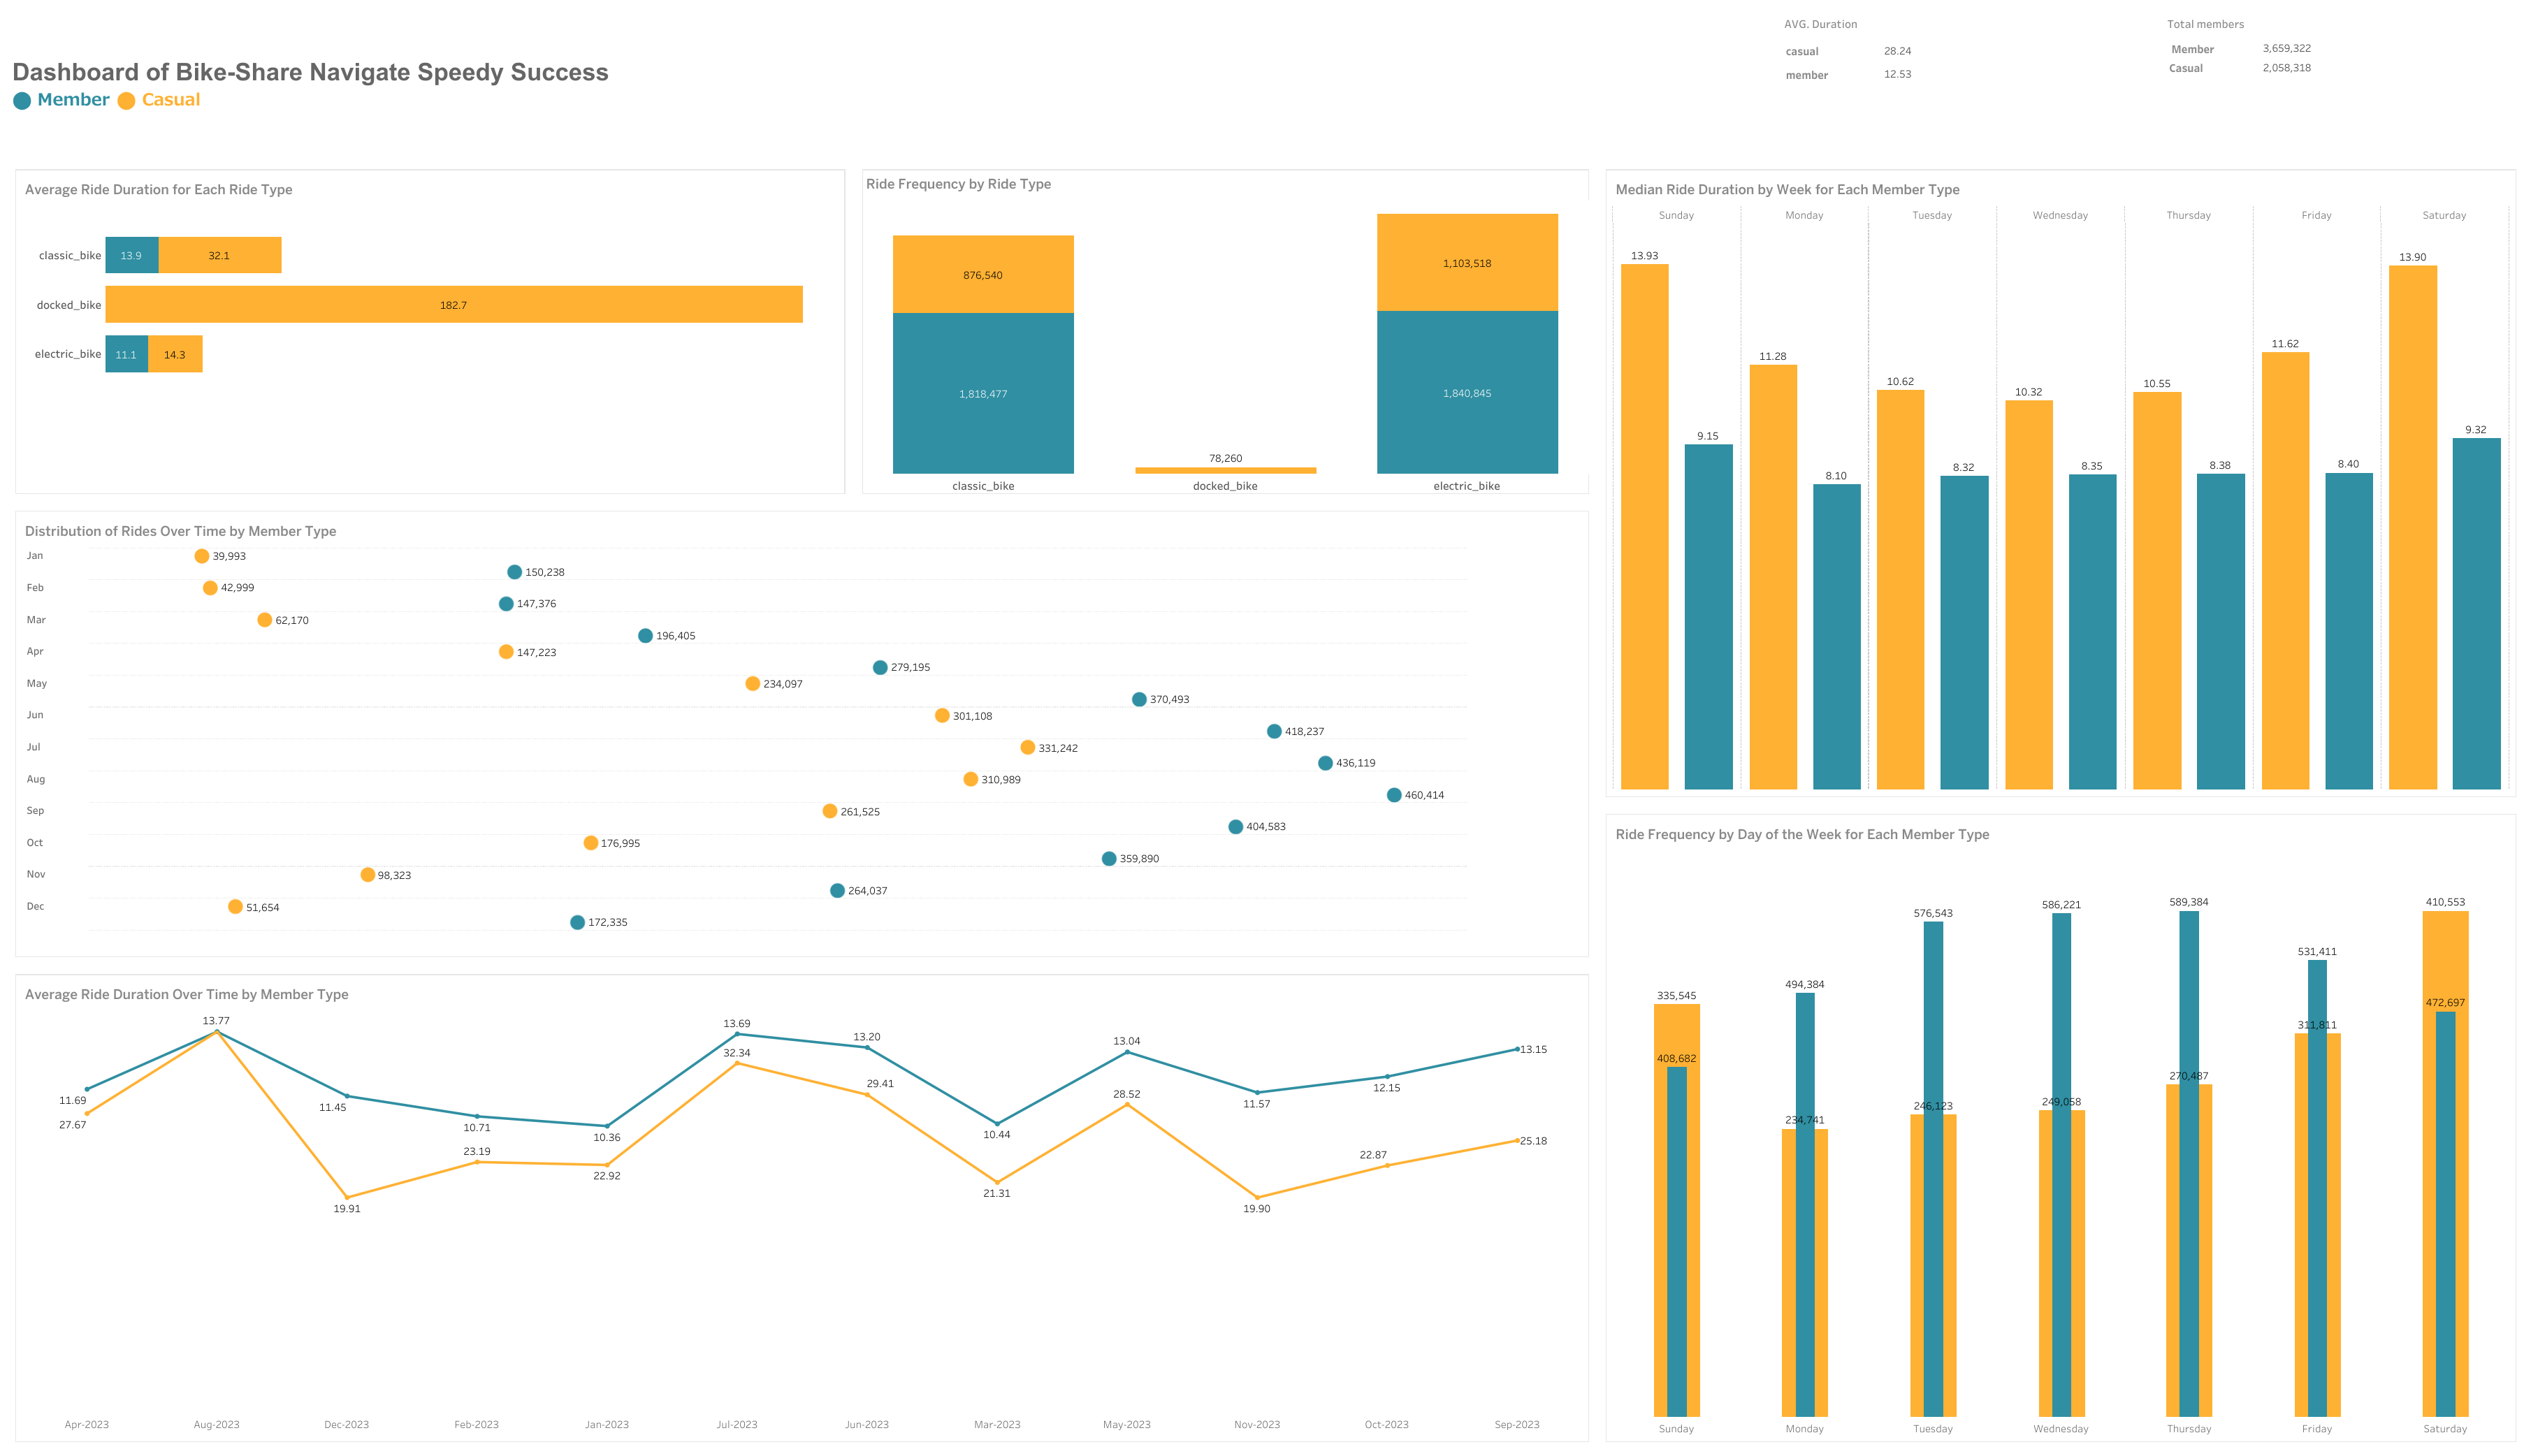 AVG. Duration
casual 28.24
member 12.53
Total members
Member 3,659,322
Casual 2,058,318
Dashboard of Bike-Share Navigate Speedy Success
Member Casual
Average Ride Duration for Each Ride Type
classic_bike 13.9 32.1
docked_bike 182.7
electric_bike 11.1 14.3
Ride Frequency by Ride Type
1,103,518
876,540
1,818,477 1,840,845
78,260
classic_bike docked_bike electric_bike
Median Ride Duration by Week for Each Member Type
Sunday Monday Tuesday Wednesday Thursday Friday Saturday
13.93 13.90
11.28 11.62
10.62 10.32 10.55
9.15 9.32
8.10 8.32 8.35 8.38 8.40
Distribution of Rides Over Time by Member Type
Jan 39,993
150,238
Feb 42,999
147,376
Mar 62,170
196,405
Apr 147,223
279,195
May 234,097
370,493
Jun 301,108
418,237
Jul 331,242
436,119
Aug 310,989
460,414
Sep 261,525
404,583
Oct 176,995
359,890
Nov 98,323
264,037
Dec 51,654
172,335
Ride Frequency by Day of the Week for Each Member Type
576,543 586,221 589,384 410,553
531,411
335,545 494,384 472,697
311,811
408,682
270,487
234,741 246,123 249,058
Sunday Monday Tuesday Wednesday Thursday Friday Saturday
Average Ride Duration Over Time by Member Type
13.77 13.69 13.20 13.04 13.15
32.34
29.41
11.69 11.45 28.52 11.57 12.15
27.67 10.71 10.36 10.44 25.18
23.19 22.92 22.87
21.31
19.91 19.90
Apr-2023 Aug-2023 Dec-2023 Feb-2023 Jan-2023 Jul-2023 Jun-2023 Mar-2023 May-2023 Nov-2023 Oct-2023 Sep-2023